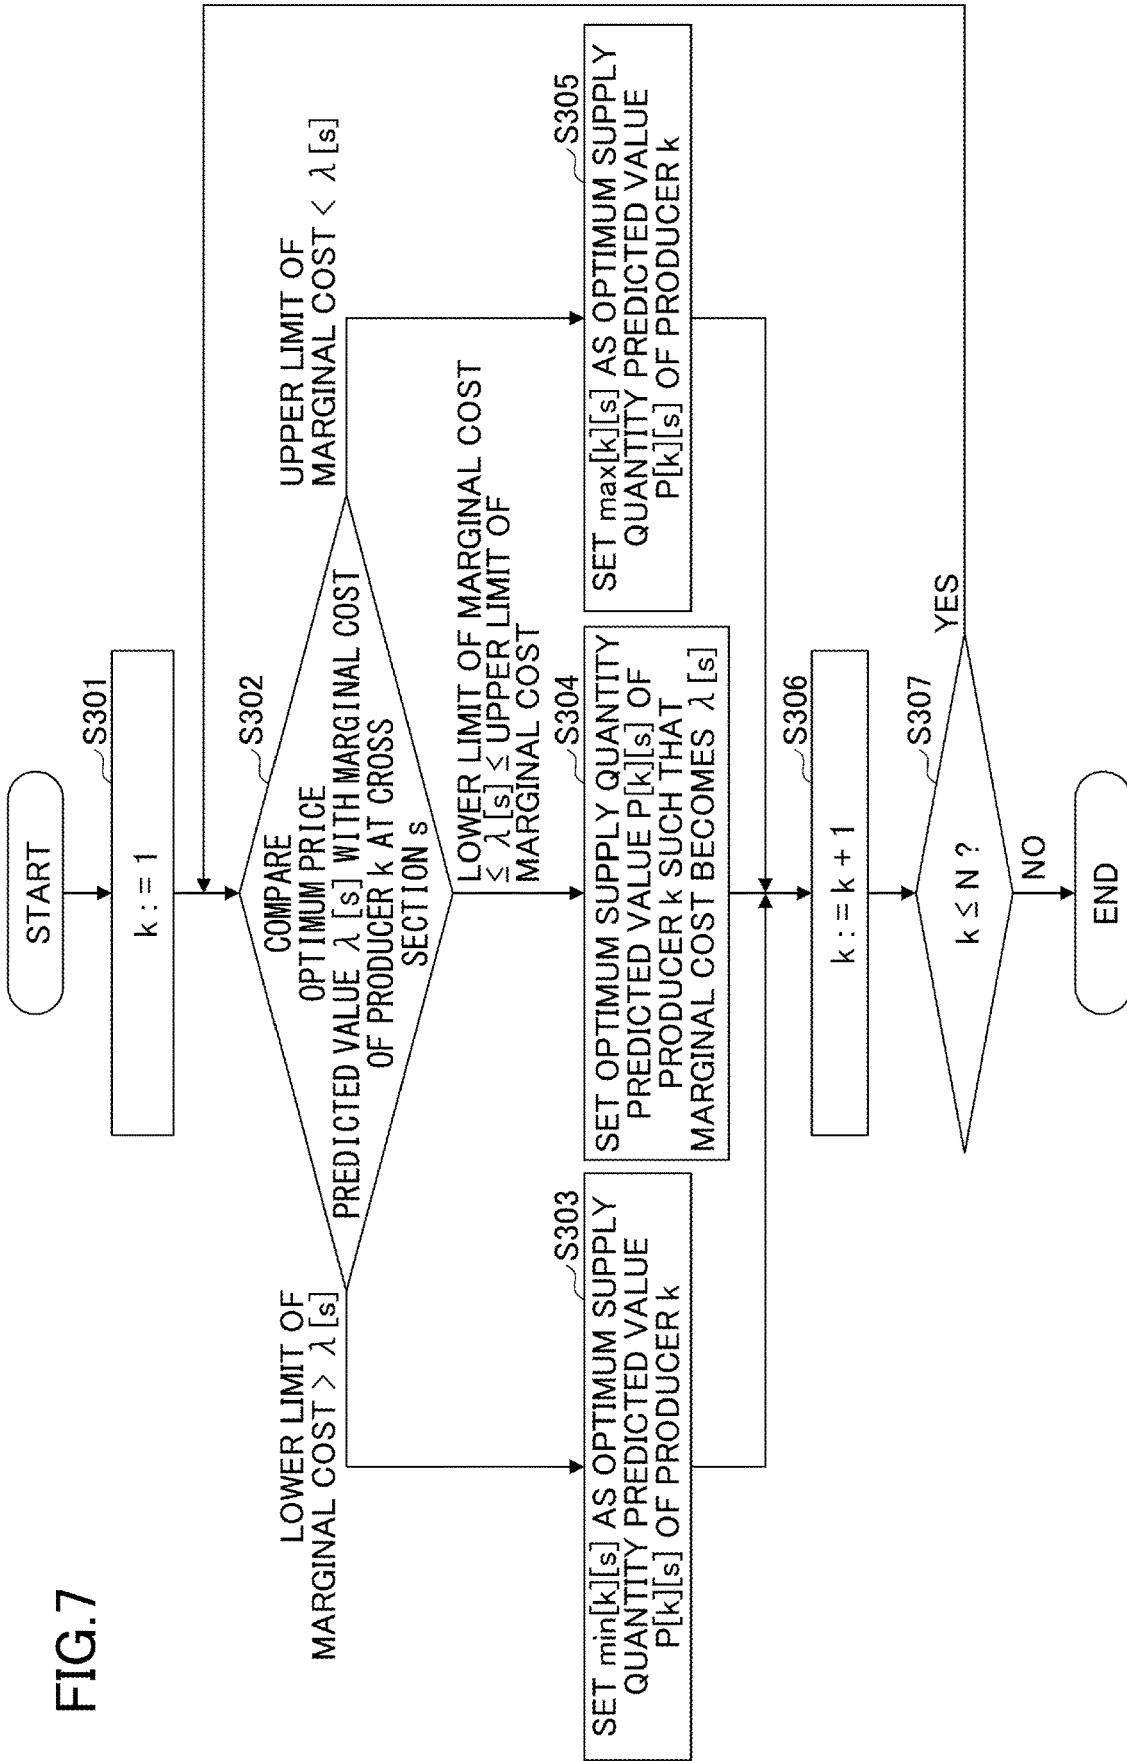 FIG.7
START
S301
k := 1
S302
COMPARE
OPTIMUM PRICE
PREDICTED VALUE λ [s] WITH MARGINAL COST
OF PRODUCER k AT CROSS
SECTION s
LOWER LIMIT OF
MARGINAL COST > λ [s]
LOWER LIMIT OF MARGINAL COST
≤ λ [s] ≤ UPPER LIMIT OF
MARGINAL COST
UPPER LIMIT OF
MARGINAL COST < λ [s]
S303
SET min[k][s] AS OPTIMUM SUPPLY
QUANTITY PREDICTED VALUE
P[k][s] OF PRODUCER k
S304
SET OPTIMUM SUPPLY QUANTITY
PREDICTED VALUE P[k][s] OF
PRODUCER k SUCH THAT
MARGINAL COST BECOMES λ [s]
S305
SET max[k][s] AS OPTIMUM SUPPLY
QUANTITY PREDICTED VALUE
P[k][s] OF PRODUCER k
S306
k := k + 1
S307
k ≤ N ?
YES
NO
END